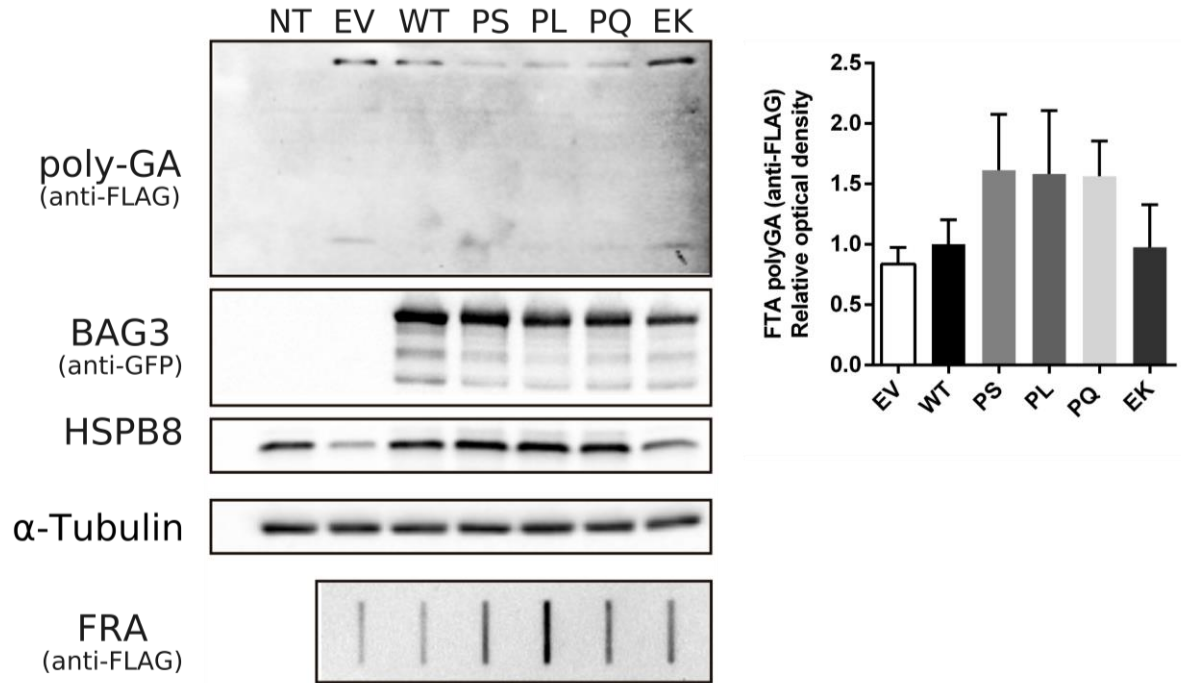 NT EV WT PS PL PQ EK
poly-GA
(anti-FLAG)
BAG3
(anti-GFP)
HSPB8
α-Tubulin
FRA
(anti-FLAG)
FTA polyGA (anti-FLAG)
Relative optical density
2.5
2.0
1.5
1.0
0.5
0.0
EV WT PS PL PQ EK